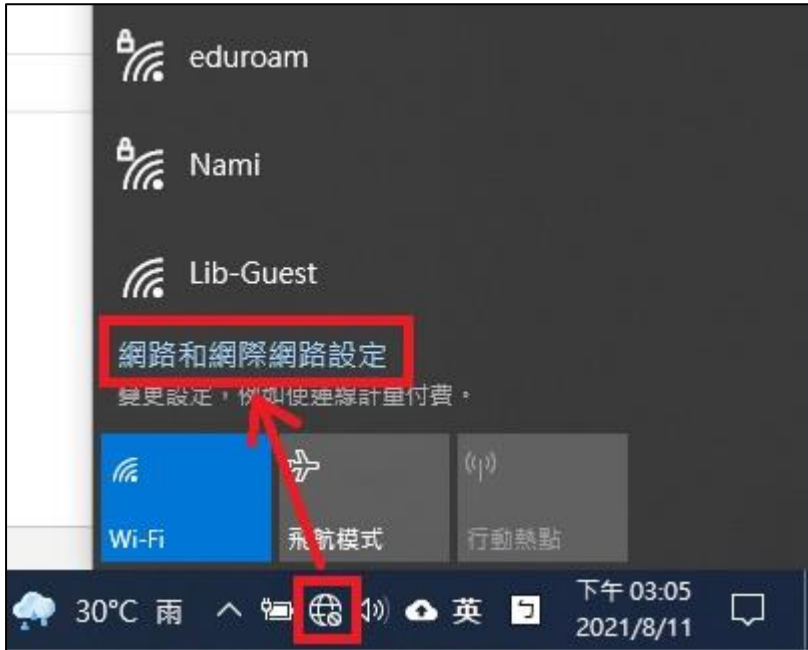 eduroam
Nami
Lib-Guest
網路和網際網路設定
變更設定，例如使連線計量付費。
Wi-Fi
飛航模式
行動熱點
30°C 雨
英
ㄅ
下午 03:05
2021/8/11